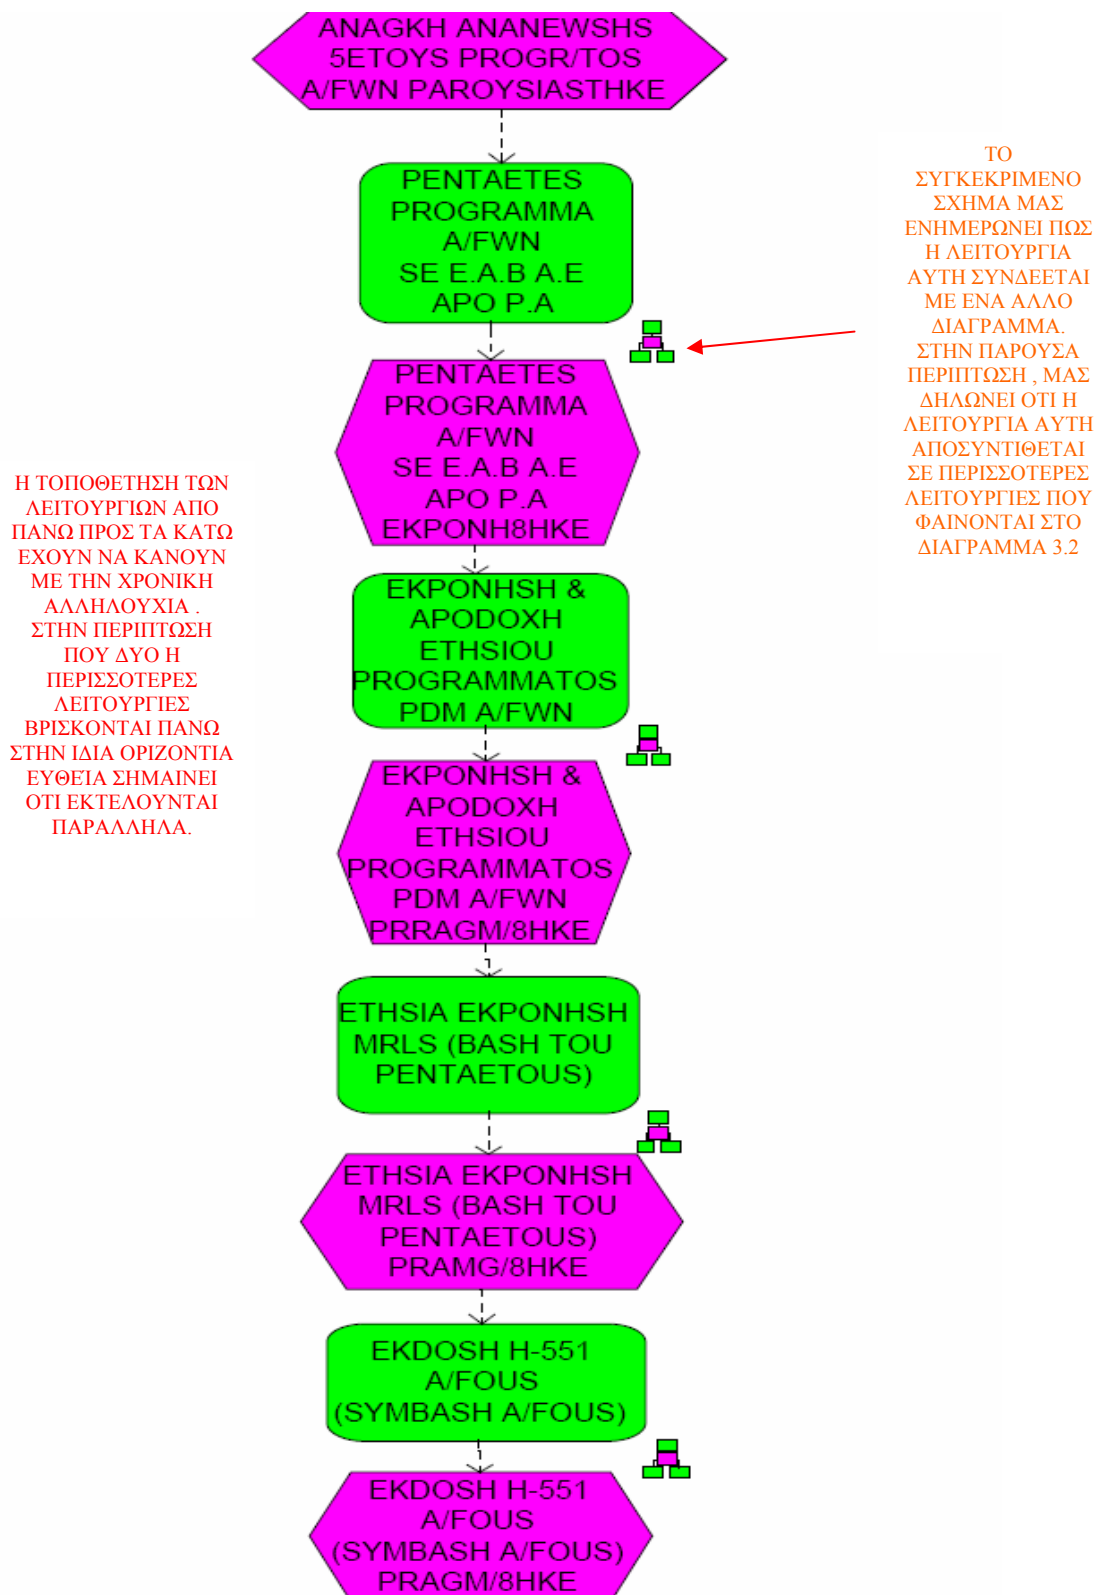 ANAGKH ANANEWSHS
5ETOYS PROGR/TOS
A/FWN PAROYSIASTHKE
PENTAETES
PROGRAMMA
A/FWN
SE E.A.B A.E
APO P.A
ΤΟ
ΣΥΓΚΕΚΡΙΜΕΝΟ
ΣΧΗΜΑ ΜΑΣ
ΕΝΗΜΕΡΩΝΕΙ ΠΩΣ
Η ΛΕΙΤΟΥΡΓΙΑ
ΑΥΤΗ ΣΥΝΔΕΕΤΑΙ
ΜΕ ΕΝΑ ΑΛΛΟ
ΔΙΑΓΡΑΜΜΑ.
ΣΤΗΝ ΠΑΡΟΥΣΑ
ΠΕΡΙΠΤΩΣΗ , ΜΑΣ
ΔΗΛΩΝΕΙ ΟΤΙ Η
ΛΕΙΤΟΥΡΓΙΑ ΑΥΤΗ
ΑΠΟΣΥΝΤΙΘΕΤΑΙ
ΣΕ ΠΕΡΙΣΣΟΤΕΡΕΣ
ΛΕΙΤΟΥΡΓΙΕΣ ΠΟΥ
ΦΑΙΝΟΝΤΑΙ ΣΤΟ
ΔΙΑΓΡΑΜΜΑ 3.2
PENTAETES
PROGRAMMA
A/FWN
SE E.A.B A.E
APO P.A
EKPONH8HKE
Η ΤΟΠΟΘΕΤΗΣΗ ΤΩΝ
ΛΕΙΤΟΥΡΓΙΩΝ ΑΠΟ
ΠΑΝΩ ΠΡΟΣ ΤΑ ΚΑΤΩ
ΕΧΟΥΝ ΝΑ ΚΑΝΟΥΝ
ΜΕ ΤΗΝ ΧΡΟΝΙΚΗ
ΑΛΛΗΛΟΥΧΙΑ .
ΣΤΗΝ ΠΕΡΙΠΤΩΣΗ
ΠΟΥ ΔΥΟ Η
ΠΕΡΙΣΣΟΤΕΡΕΣ
ΛΕΙΤΟΥΡΓΙΕΣ
ΒΡΙΣΚΟΝΤΑΙ ΠΑΝΩ
ΣΤΗΝ ΙΔΙΑ ΟΡΙΖΟΝΤΙΑ
ΕΥΘΕΊΑ ΣΗΜΑΙΝΕΙ
ΟΤΙ ΕΚΤΕΛΟΥΝΤΑΙ
ΠΑΡΑΛΛΗΛΑ.
EKPONHSH &
APODOXH
ETHSIOU
PROGRAMMATOS
PDM A/FWN
EKPONHSH &
APODOXH
ETHSIOU
PROGRAMMATOS
PDM A/FWN
PRRAGM/8HKE
ETHSIA EKPONHSH
MRLS (BASH TOU
PENTAETOUS)
ETHSIA EKPONHSH
MRLS (BASH TOU
PENTAETOUS)
PRAMG/8HKE
EKDOSH H-551
A/FOUS
(SYMBASH A/FOUS)
EKDOSH H-551
A/FOUS
(SYMBASH A/FOUS)
PRAGM/8HKE